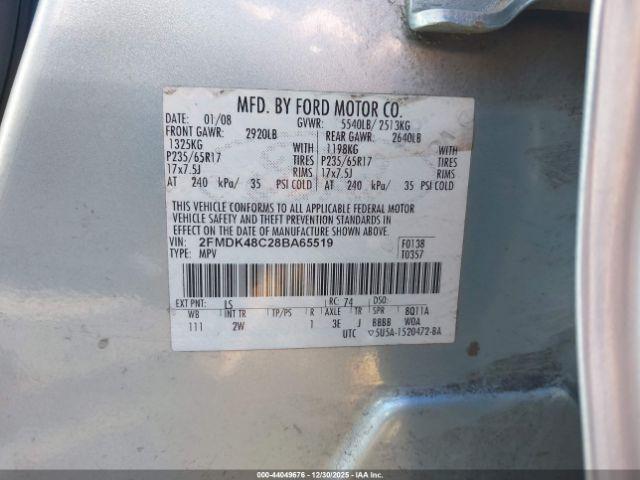 MFD. BY FORD MOTOR CO.
DATE: 01/08 GVWR: 5540LB/ 2513KG
FRONT GAWR: 2920LB REAR GAWR: 2640LB
1325KG WITH 1198KG WITH
P235/65R17 TIRES P235/65R17 TIRES
17x7.5J RIMS 17x7.5J RIMS
AT 240 kPa/ 35 PSI COLD AT 240 kPa/ 35 PSI COLD
THIS VEHICLE CONFORMS TO ALL APPLICABLE FEDERAL MOTOR
VEHICLE SAFETY AND THEFT PREVENTION STANDARDS IN EFFECT
ON THE DATE OF MANUFACTURE SHOWN ABOVE.
VIN: 2FMDK48C28BA65519 F0138
TYPE: MPV T0357
EXT PNT: LS RC: 74 DSO:
WB INT TR TP/PS R AXLE TR SPR 8Q11A
111 2W 1 3E J BBBB WOA
UTC ▽5U5A-1520472-BA
000-44049676 - 12/30/2025 - IAAI.com